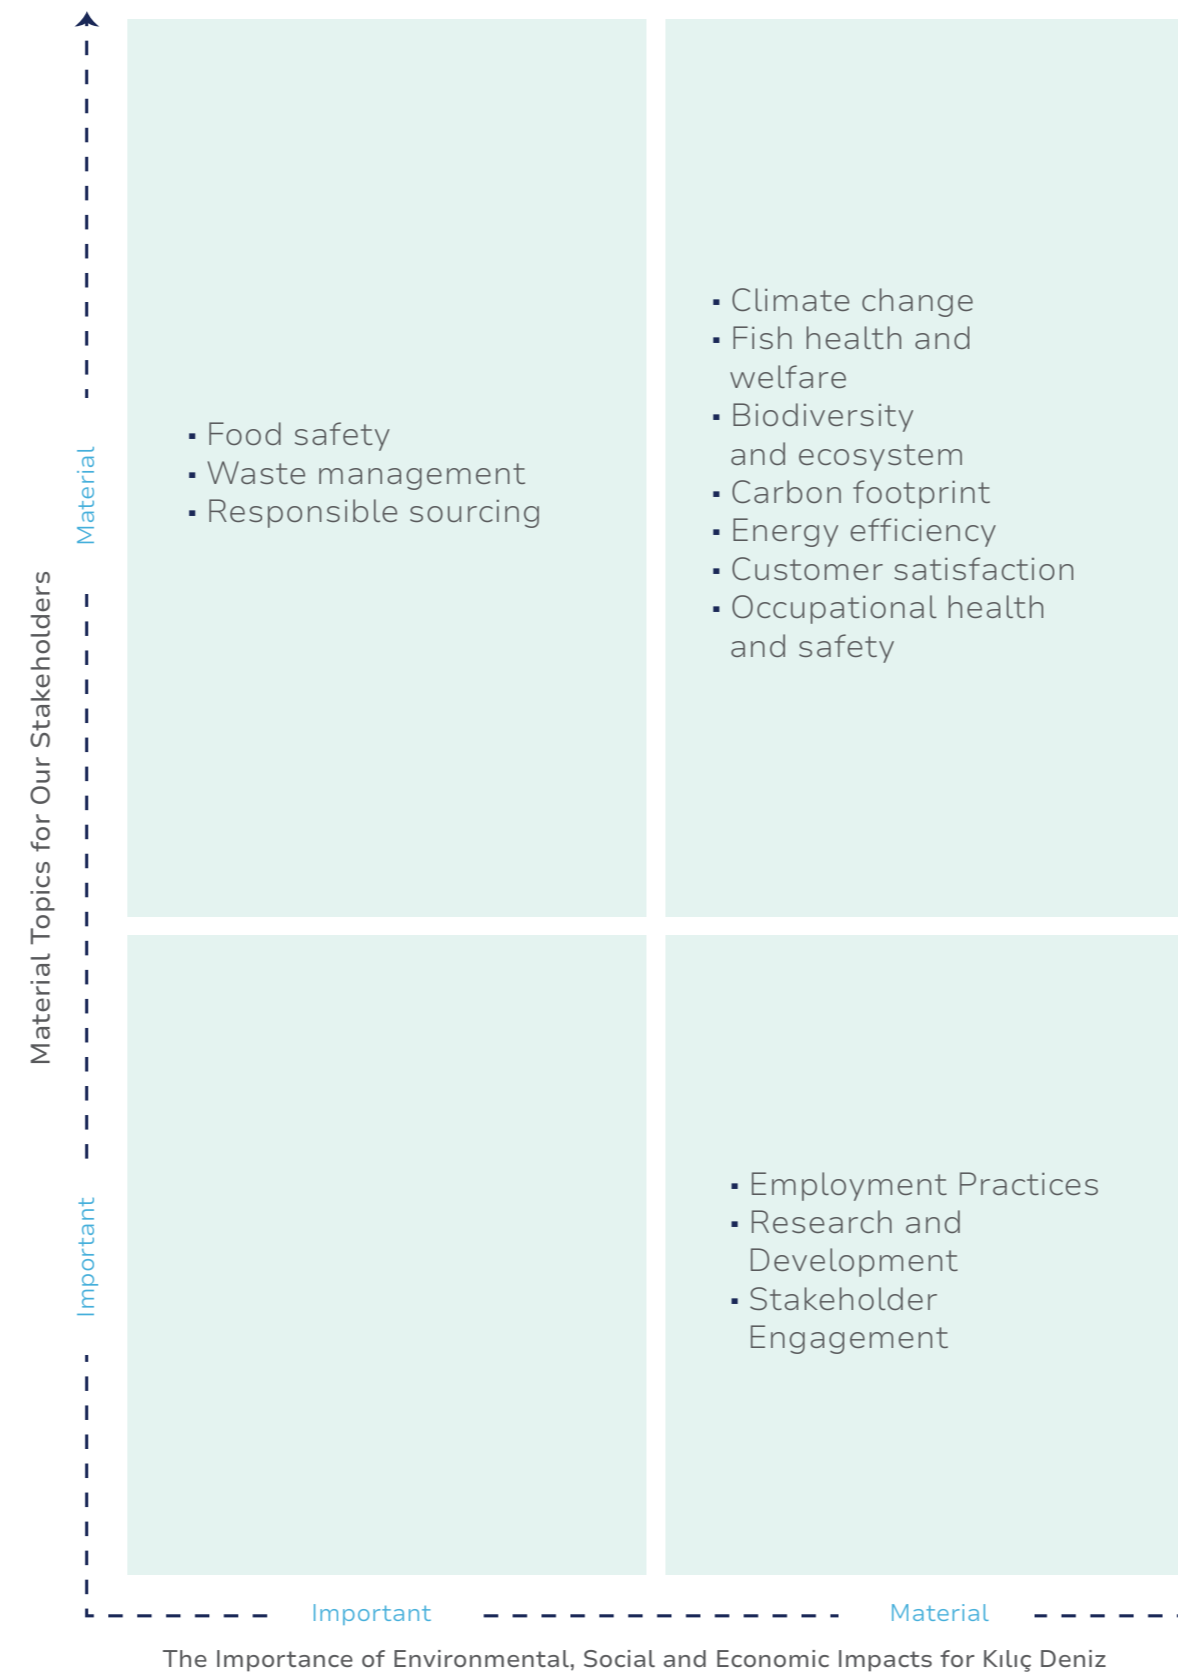 Material Topics for Our Stakeholders
Material
Important
▪ Food safety
▪ Waste management
▪ Responsible sourcing
▪ Climate change
▪ Fish health and
welfare
▪ Biodiversity
and ecosystem
▪ Carbon footprint
▪ Energy efficiency
▪ Customer satisfaction
▪ Occupational health
and safety
▪ Employment Practices
▪ Research and
Development
▪ Stakeholder
Engagement
Important
Material
The Importance of Environmental, Social and Economic Impacts for Kılıç Deniz